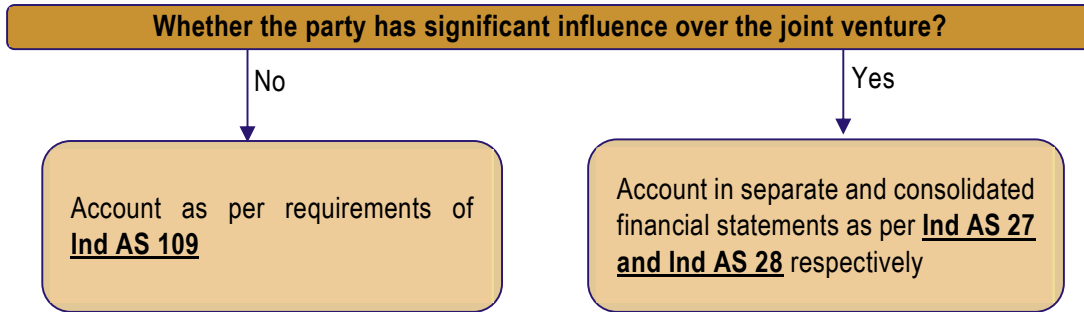 Whether the party has significant influence over the joint venture?
No
Yes
Account as per requirements of
Ind AS 109
Account in separate and consolidated
financial statements as per Ind AS 27
and Ind AS 28 respectively